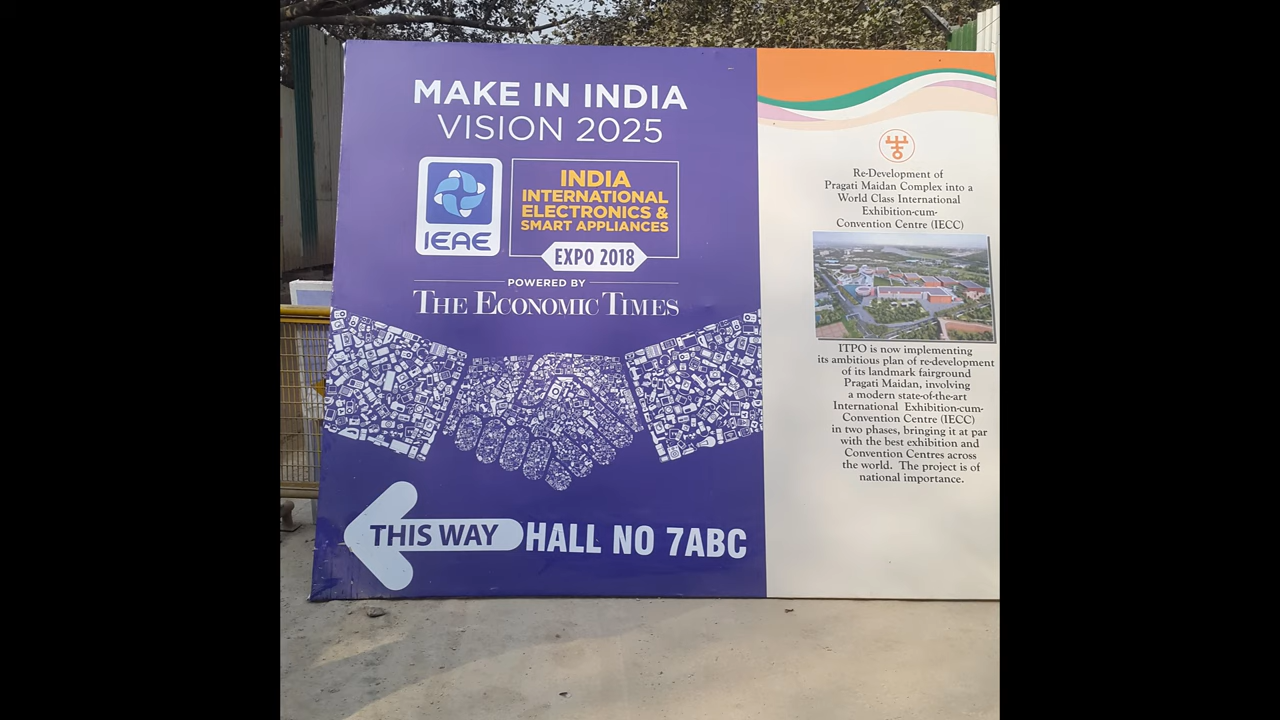 MAKE IN INDIA
VISION 2025
IEAE
INDIA
INTERNATIONAL
ELECTRONICS &
SMART APPLIANCES
EXPO 2018
POWERED BY
THE ECONOMIC TIMES
THIS WAY HALL NO 7ABC
Re-Development of
Pragati Maidan Complex into a
World Class International
Exhibition-cum-
Convention Centre (IECC)
ITPO is now implementing
its ambitious plan of re-development
of its landmark fairground
Pragati Maidan, involving
a modern state-of-the-art
International Exhibition-cum-
Convention Centre (IECC)
in two phases, bringing it at par
with the best exhibition and
Convention Centres across
the world. The project is of
national importance.